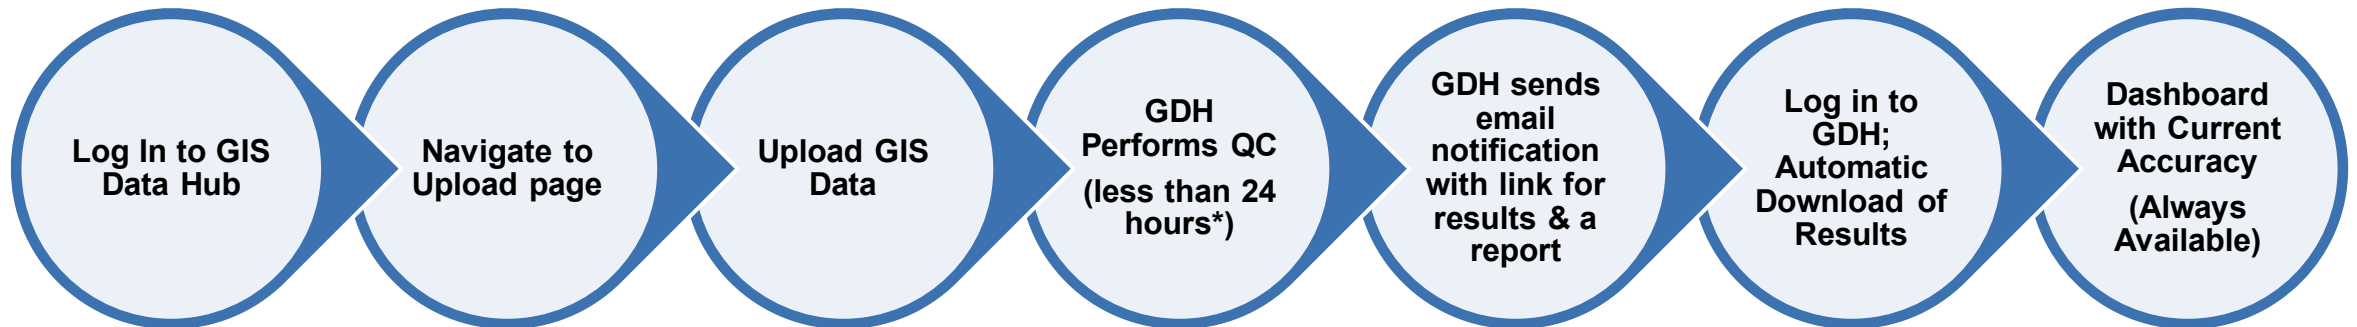 Log In to GIS
Data Hub
Navigate to
Upload page
Upload GIS
Data
GDH
Performs QC
(less than 24
hours*)
GDH sends
email
notification
with link for
results & a
report
Log in to
GDH;
Automatic
Download of
Results
Dashboard
with Current
Accuracy
(Always
Available)